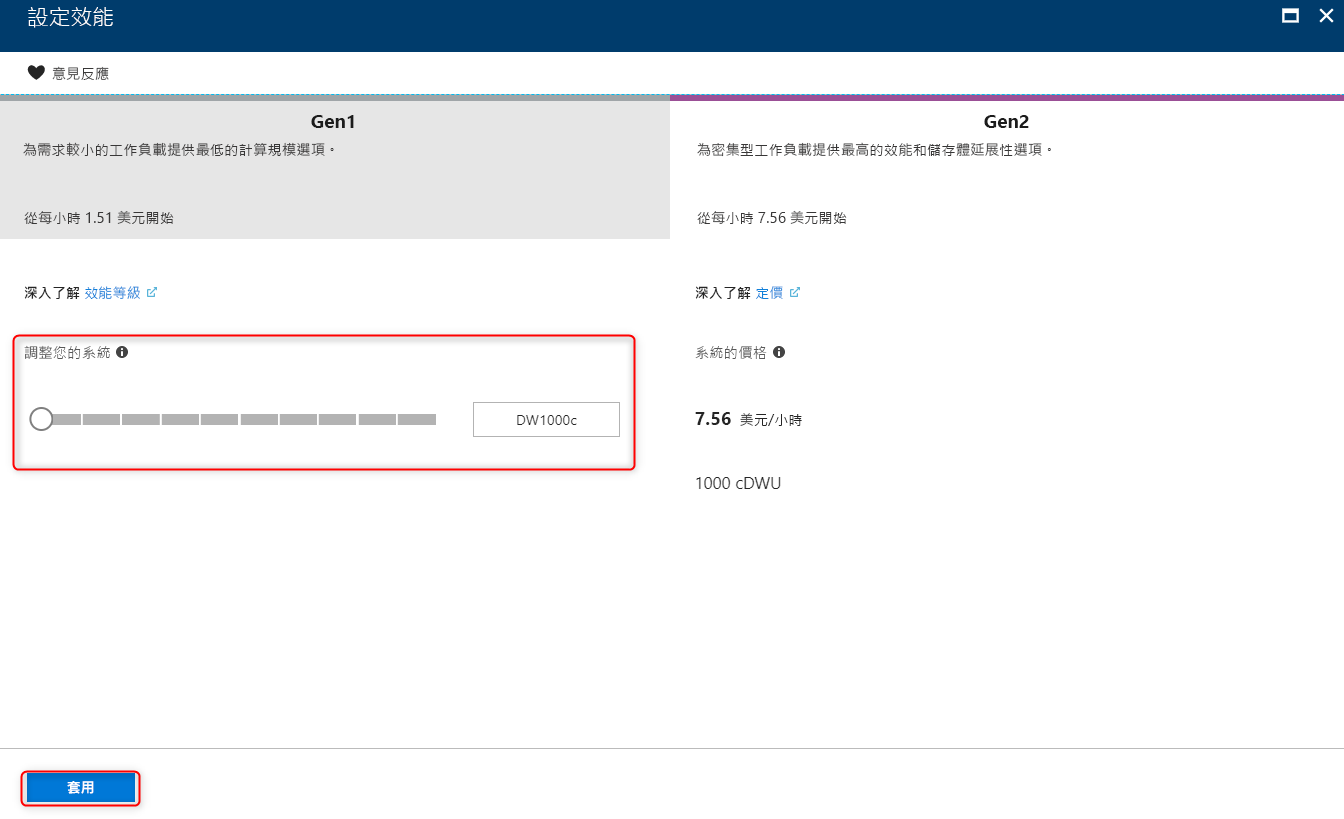 設定效能
意見反應
Gen1
為需求較小的工作負載提供最低的計算規模選項。
從每小時 1.51 美元開始
Gen2
為密集型工作負載提供最高的效能和儲存體延展性選項。
從每小時 7.56 美元開始
深入了解 效能等級
深入了解 定價
調整您的系統
DW1000c
系統的價格
7.56 美元/小時
1000 cDWU
套用